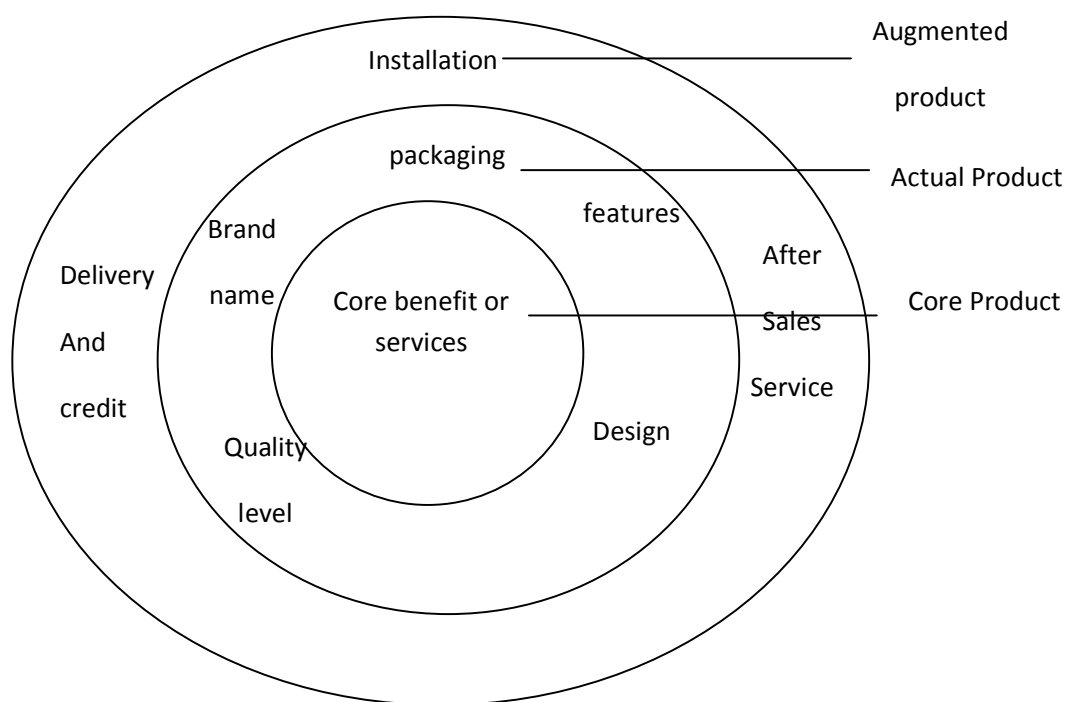 Installation
Augmented
product
packaging
Actual Product
features
Brand
name
Delivery
And
credit
Core benefit or
services
After
Sales
Service
Core Product
Quality
level
Design